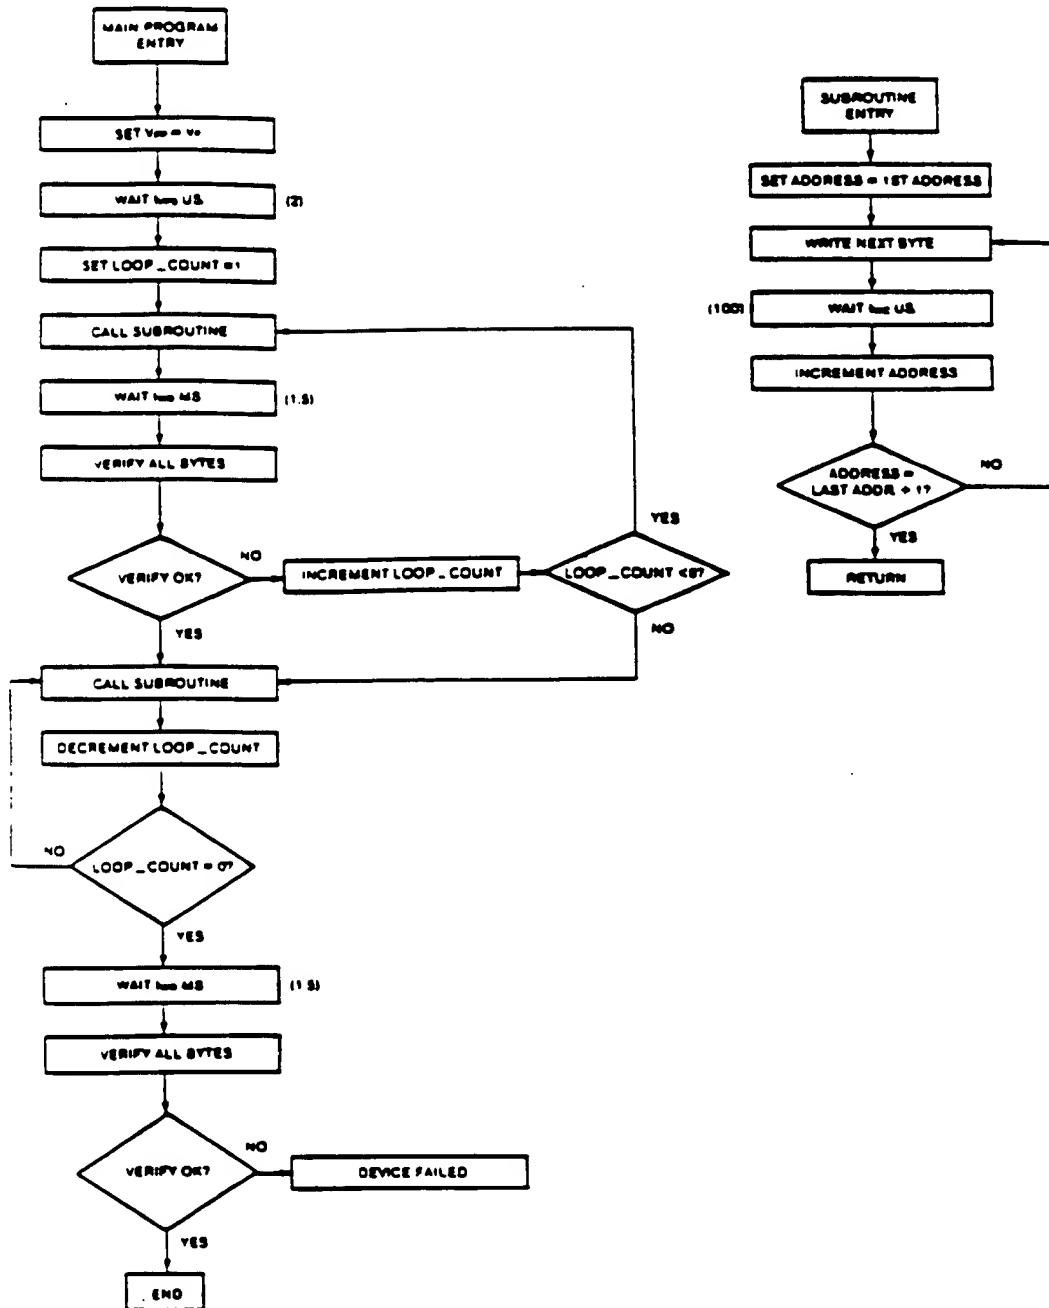 MAIN PROGRAM
ENTRY
SET
WAIT US
(2)
SET LOOP_COUNT = 1
CALL SUBROUTINE
WAIT MS
(1.5)
VERIFY ALL BYTES
VERIFY OK?
NO
INCREMENT LOOP_COUNT
LOOP_COUNT <
YES
NO
YES
CALL SUBROUTINE
DECREMENT LOOP_COUNT
LOOP_COUNT = 0?
NO
YES
WAIT MS
(1.5)
VERIFY ALL BYTES
VERIFY OK?
NO
DEVICE FAILED
YES
END
SUBROUTINE
ENTRY
SET ADDRESS = 1ST ADDRESS
WRITE NEXT BYTE
(100)
WAIT US
INCREMENT ADDRESS
ADDRESS =
LAST ADDR + 1?
NO
YES
RETURN